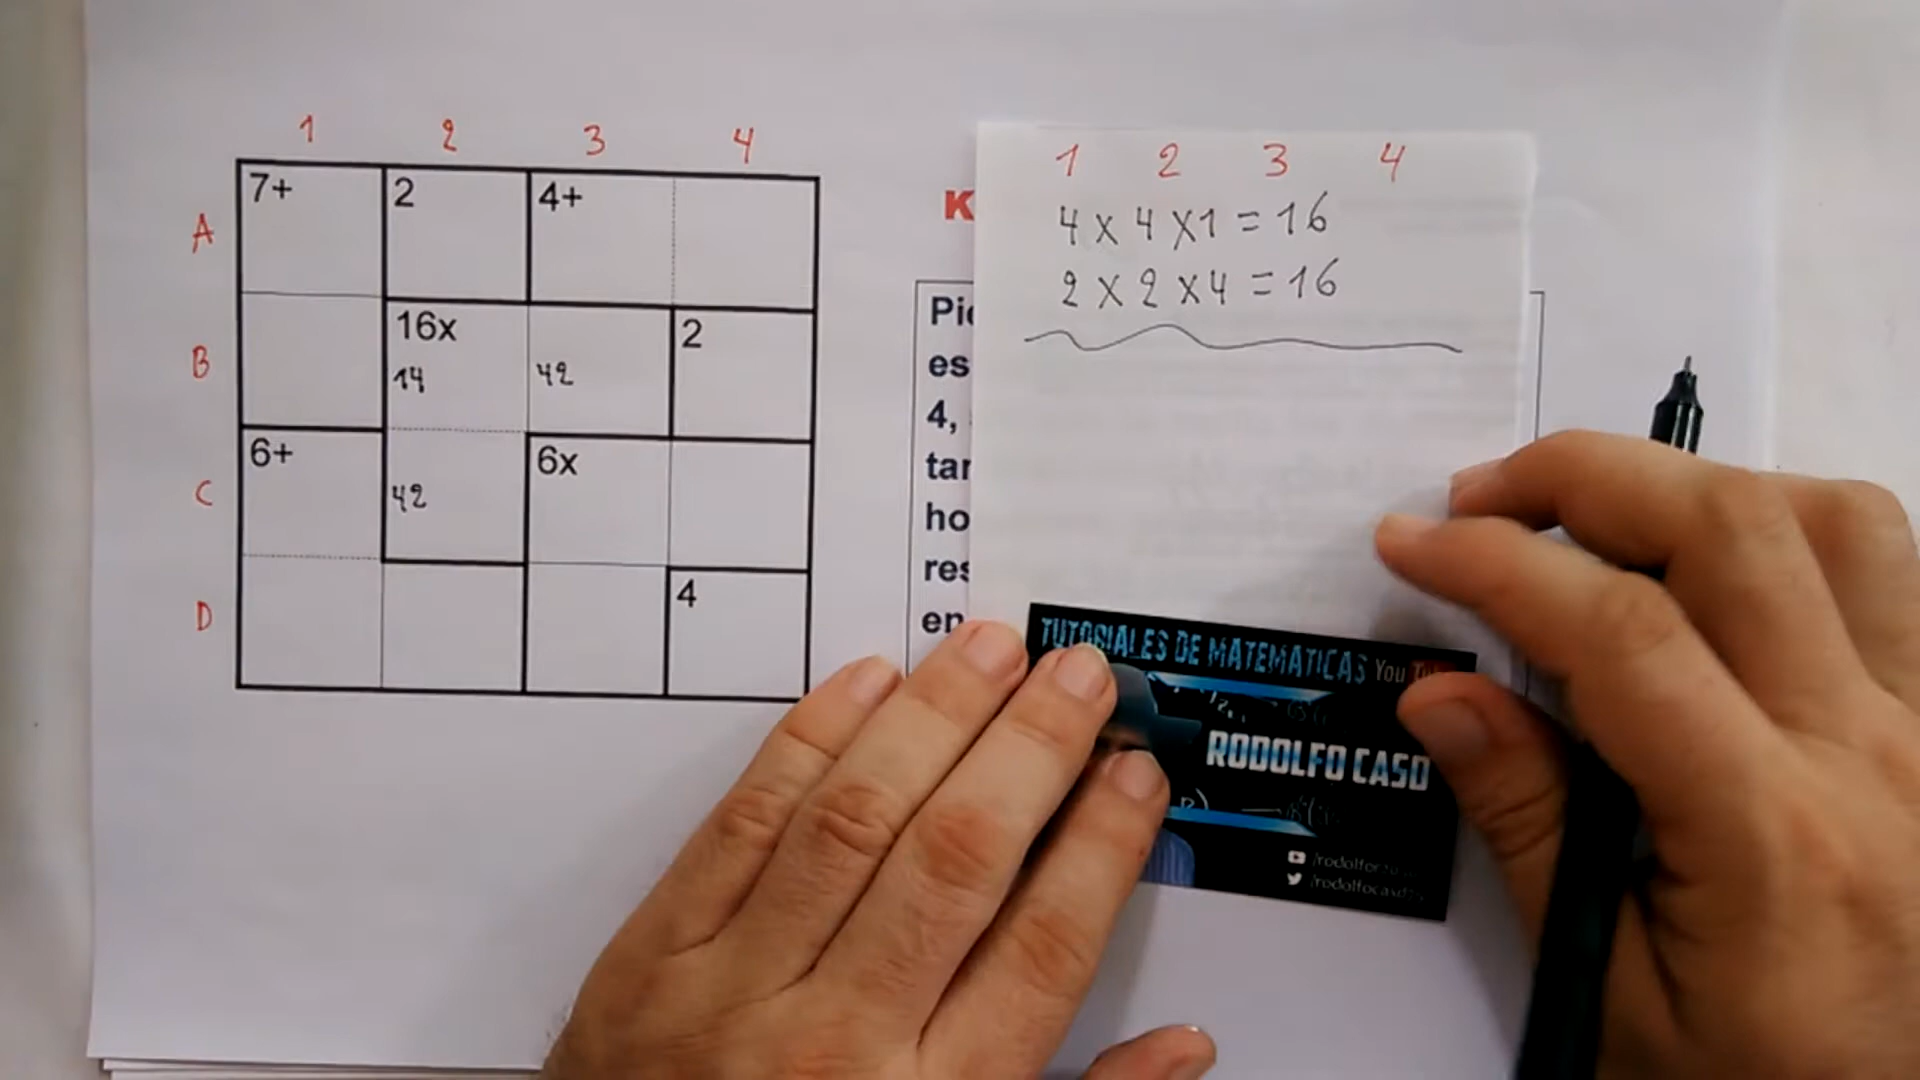 1 2 3 4
A 7+ 2 4+
B 16x 2
14 42
C 6+ 6x
42
D 4
K
Pi
es
4,
tar
ho
res
en
1 2 3 4
4 x 4 x 1 = 16
2 x 2 x 4 = 16
TUTORIALES DE MATEMATICAS You
RODOLFO CASO